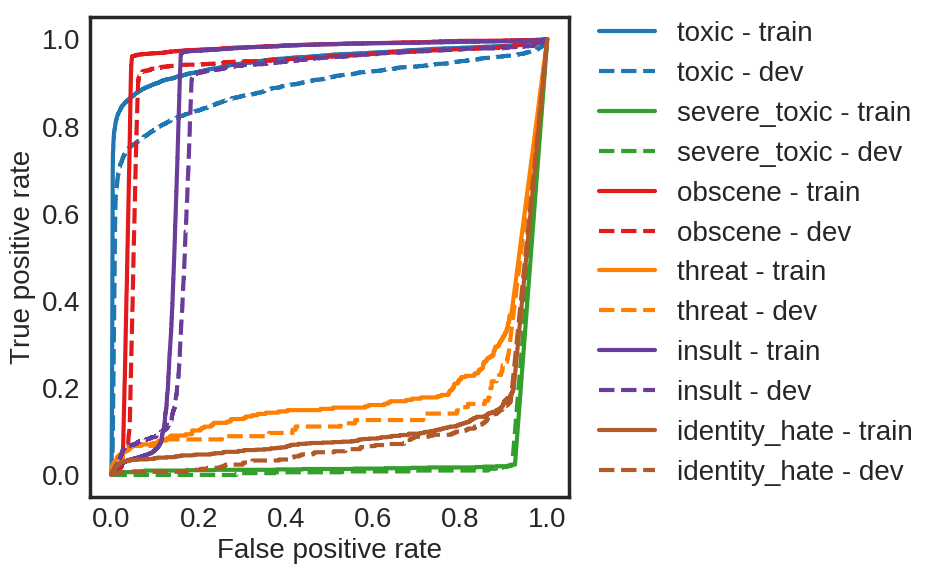 1.0
0.8
0.6
0.4
0.2
0.0
True positive rate
0.0 0.2 0.4 0.6 0.8 1.0
False positive rate
toxic - train
toxic - dev
severe_toxic - train
severe_toxic - dev
obscene - train
obscene - dev
threat - train
threat - dev
insult - train
insult - dev
identity_hate - train
identity_hate - dev